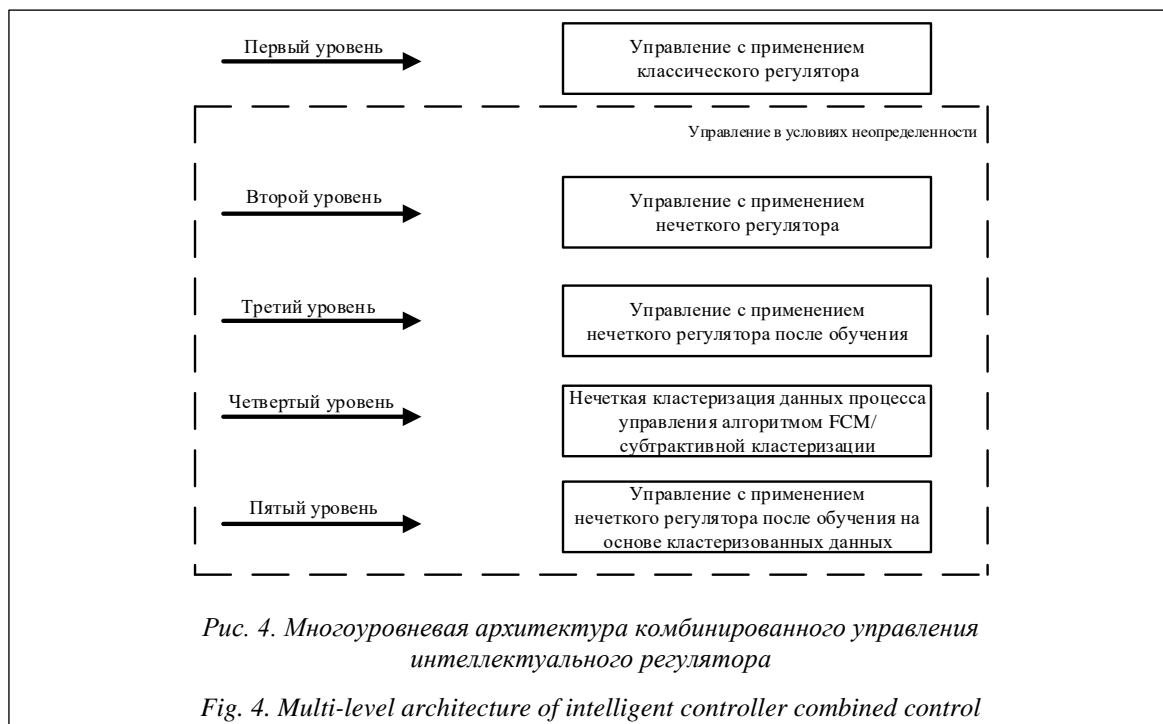 Первый уровень
Управление с применением
классического регулятора
Управление в условиях неопределенности
Второй уровень
Управление с применением
нечеткого регулятора
Третий уровень
Управление с применением
нечеткого регулятора после обучения
Четвертый уровень
Нечеткая кластеризация данных процесса
управления алгоритмом FCM/
субтрактивной кластеризации
Пятый уровень
Управление с применением
нечеткого регулятора после обучения на
основе кластеризованных данных
Рис. 4. Многоуровневая архитектура комбинированного управления
интеллектуального регулятора
Fig. 4. Multi-level architecture of intelligent controller combined control